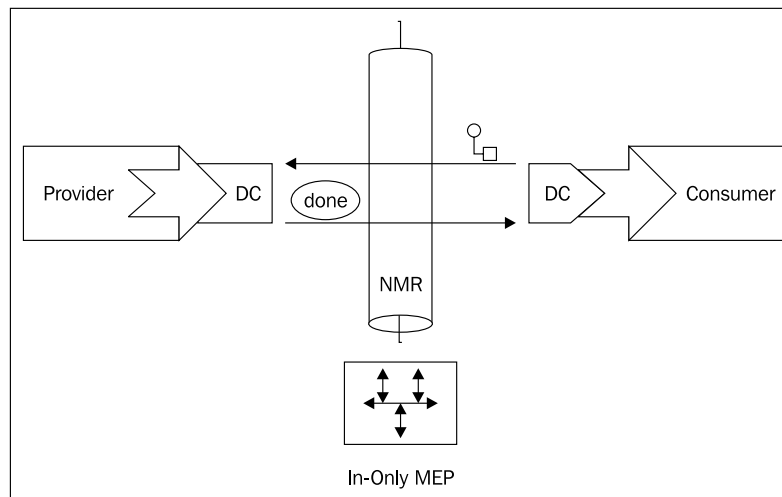 Provider
DC
done
DC
Consumer
NMR
In-Only MEP